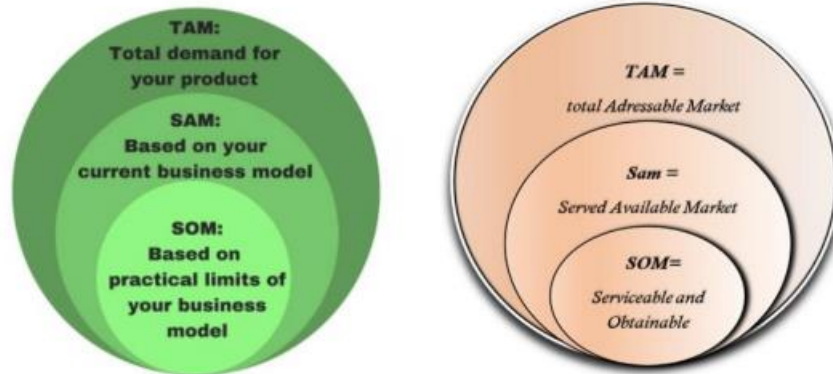 TAM:
Total demand for
your product
SAM:
Based on your
current business model
SOM:
Based on
practical limits of
your business
model
TAM =
total Adressable Market
Sam =
Served Available Market
SOM=
Serviceable and
Obtainable